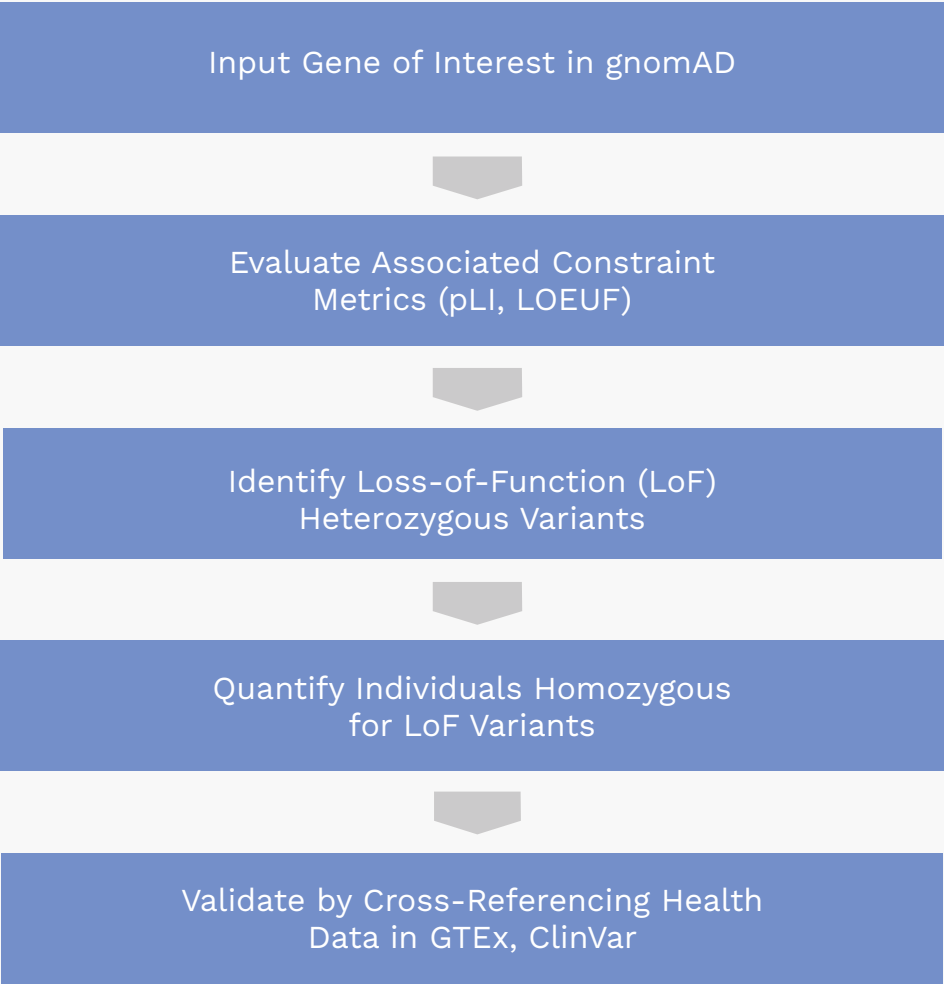 Input Gene of Interest in gnomAD
Evaluate Associated Constraint
Metrics (pLI, LOEUF)
Identify Loss-of-Function (LoF)
Heterozygous Variants
Quantify Individuals Homozygous
for LoF Variants
Validate by Cross-Referencing Health
Data in GTEx, ClinVar